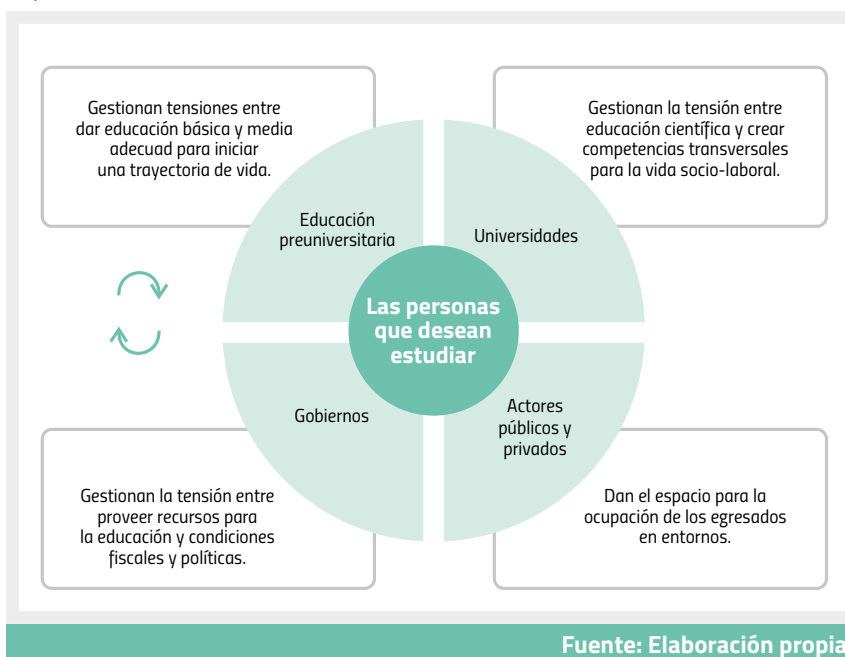 Gestionan tensiones entre
dar educación básica y media
adecuad para iniciar
una trayectoria de vida.
Gestionan la tensión entre
educación científica y crear
competencias transversales
para la vida socio-laboral.
Educación
preuniversitaria
Universidades
Las personas
que desean
estudiar
Gobiernos
Actores
públicos y
privados
Gestionan la tensión entre
proveer recursos para
la educación y condiciones
fiscales y políticas.
Dan el espacio para la
ocupación de los egresados
en entornos.
Fuente: Elaboración propia